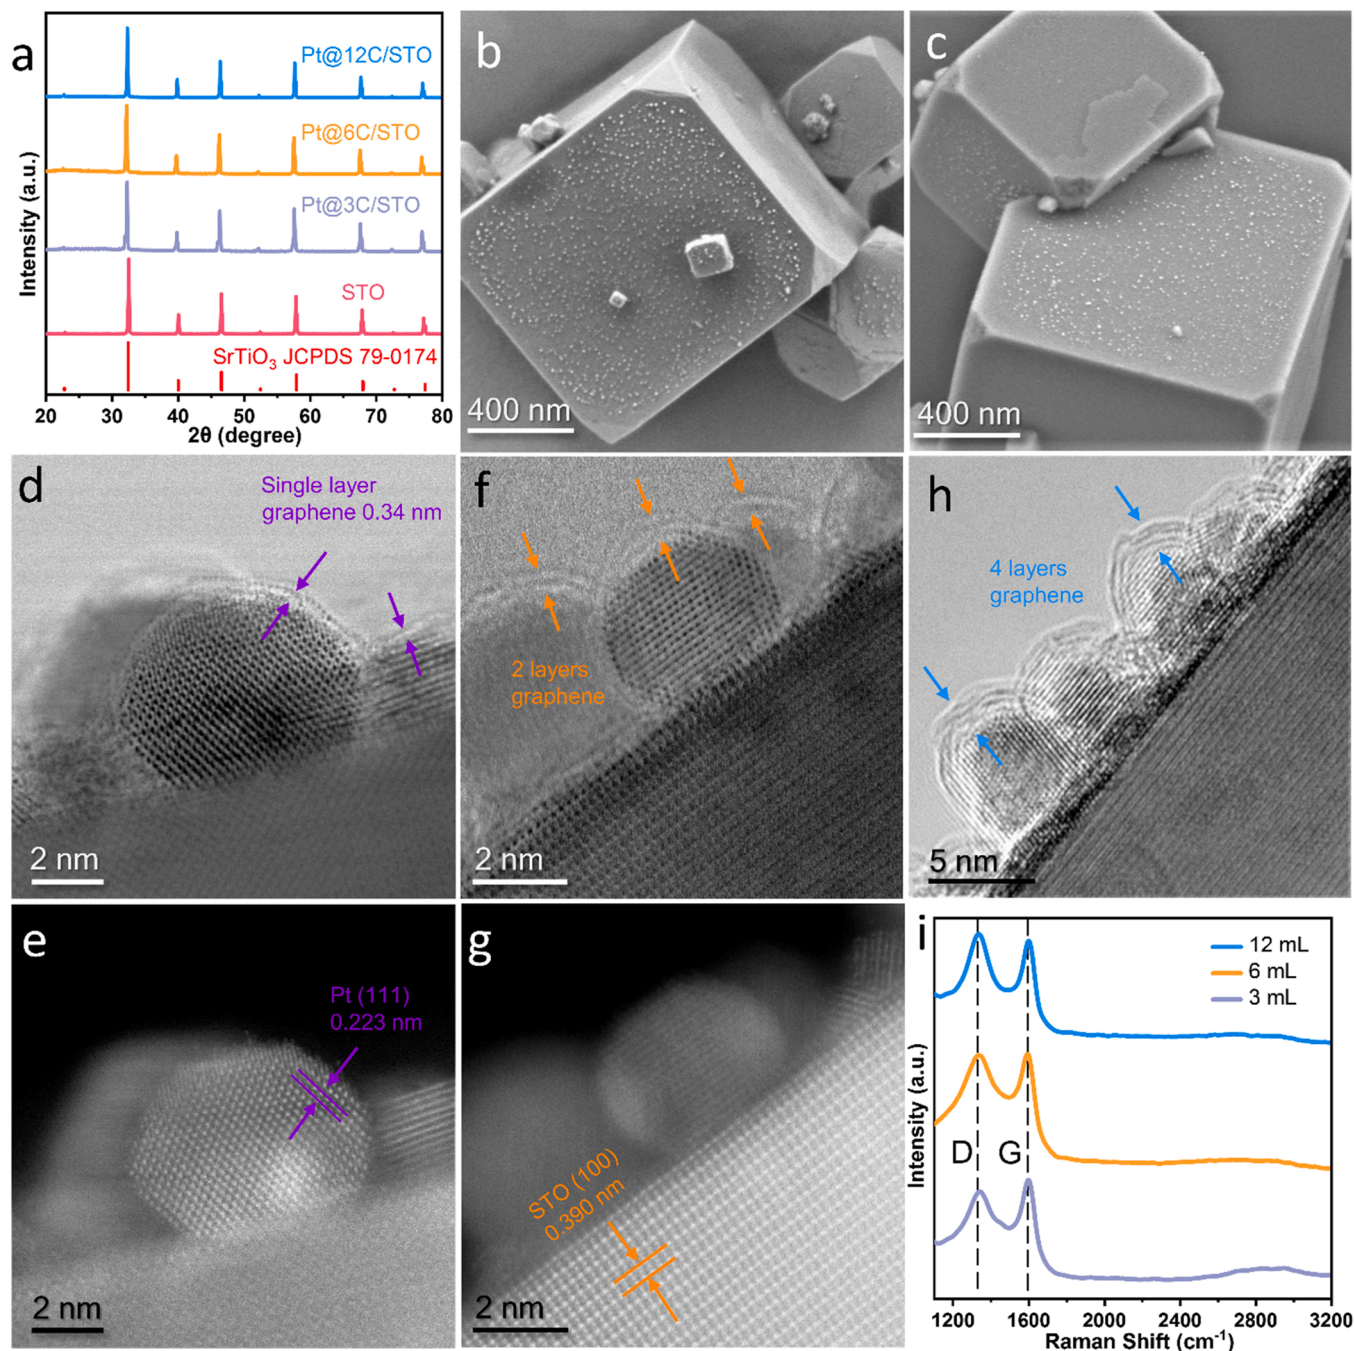 a
Pt@12C/STO
Pt@6C/STO
Pt@3C/STO
STO
SrTiO₃ JCPDS 79-0174
Intensity (a.u.)
20 30 40 50 60 70 80
2θ (degree)
b
400 nm
c
400 nm
d
Single layer
graphene 0.34 nm
2 nm
f
2 layers
graphene
2 nm
h
4 layers
graphene
5 nm
e
Pt (111)
0.223 nm
2 nm
g
STO (100)
0.390 nm
2 nm
i
12 mL
6 mL
3 mL
D G
Intensity (a.u.)
1200 1600 2000 2400 2800 3200
Raman Shift (cm⁻¹)